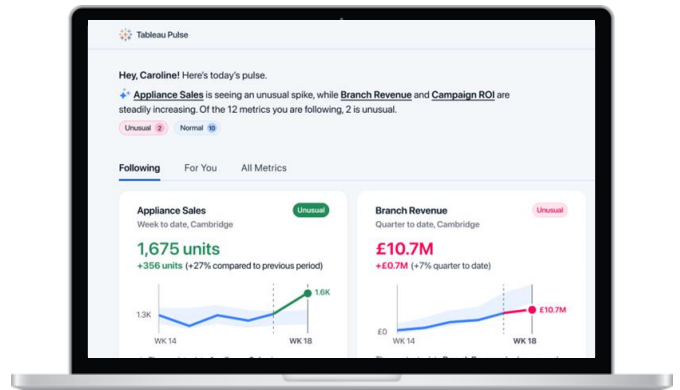 Tableau Pulse
Hey, Caroline! Here's today's pulse.
Appliance Sales is seeing an unusual spike, while Branch Revenue and Campaign ROI are
steadily increasing. Of the 12 metrics you are following, 2 is unusual.
Unusual 2 Normal 10
Following For You All Metrics
Appliance Sales Unusual
Week to date, Cambridge
1,675 units
+356 units (+27% compared to previous period)
1.6K
1.3K
WK 14 WK 18
Branch Revenue Unusual
Quarter to date, Cambridge
£10.7M
+£0.7M (+7% quarter to date)
£10.7M
£0
WK 14 WK 18